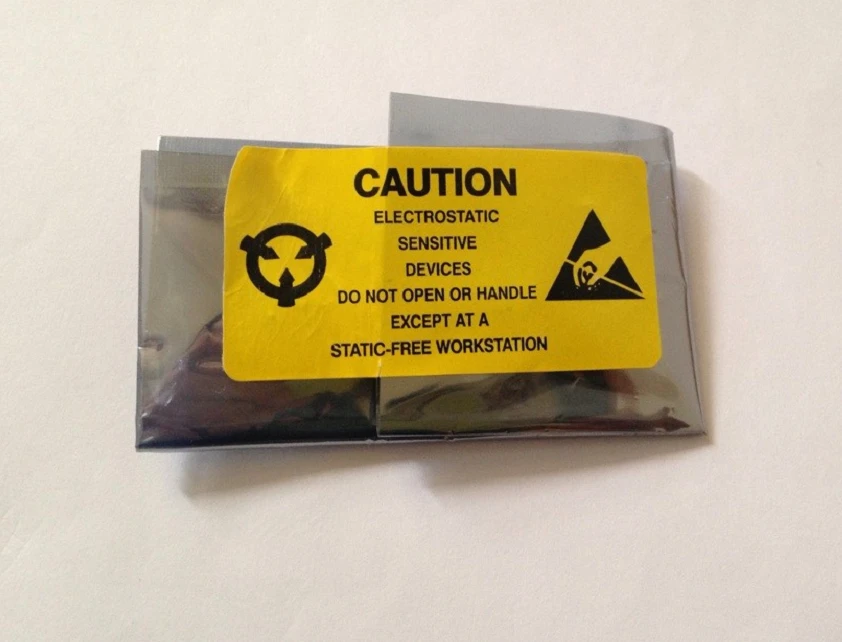 CAUTION
ELECTROSTATIC
SENSITIVE
DEVICES
DO NOT OPEN OR HANDLE
EXCEPT AT A
STATIC-FREE WORKSTATION